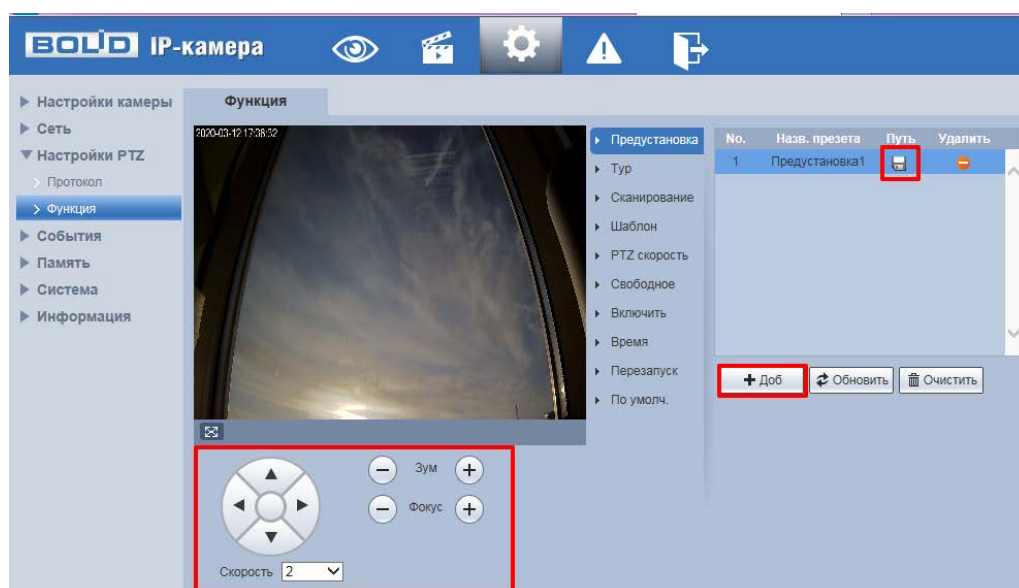 BOLID IP-камера
Настройки камеры
Сеть
Настройки PTZ
Протокол
Функция
События
Память
Система
Информация
Функция
2020-03-12 17:38:32
Предустановка
Тур
Сканирование
Шаблон
PTZ скорость
Свободное
Включить
Время
Перезапуск
По умолч.
No. Назв. презета Путь Удалить
1 Предустановка1
Доб Обновить Очистить
Зум
Фокус
Скорость 2